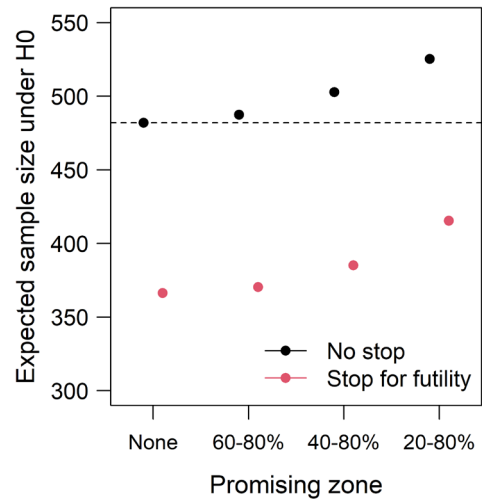 Expected sample size under H0
550
500
450
400
350
300
No stop
Stop for futility
None 60-80% 40-80% 20-80%
Promising zone